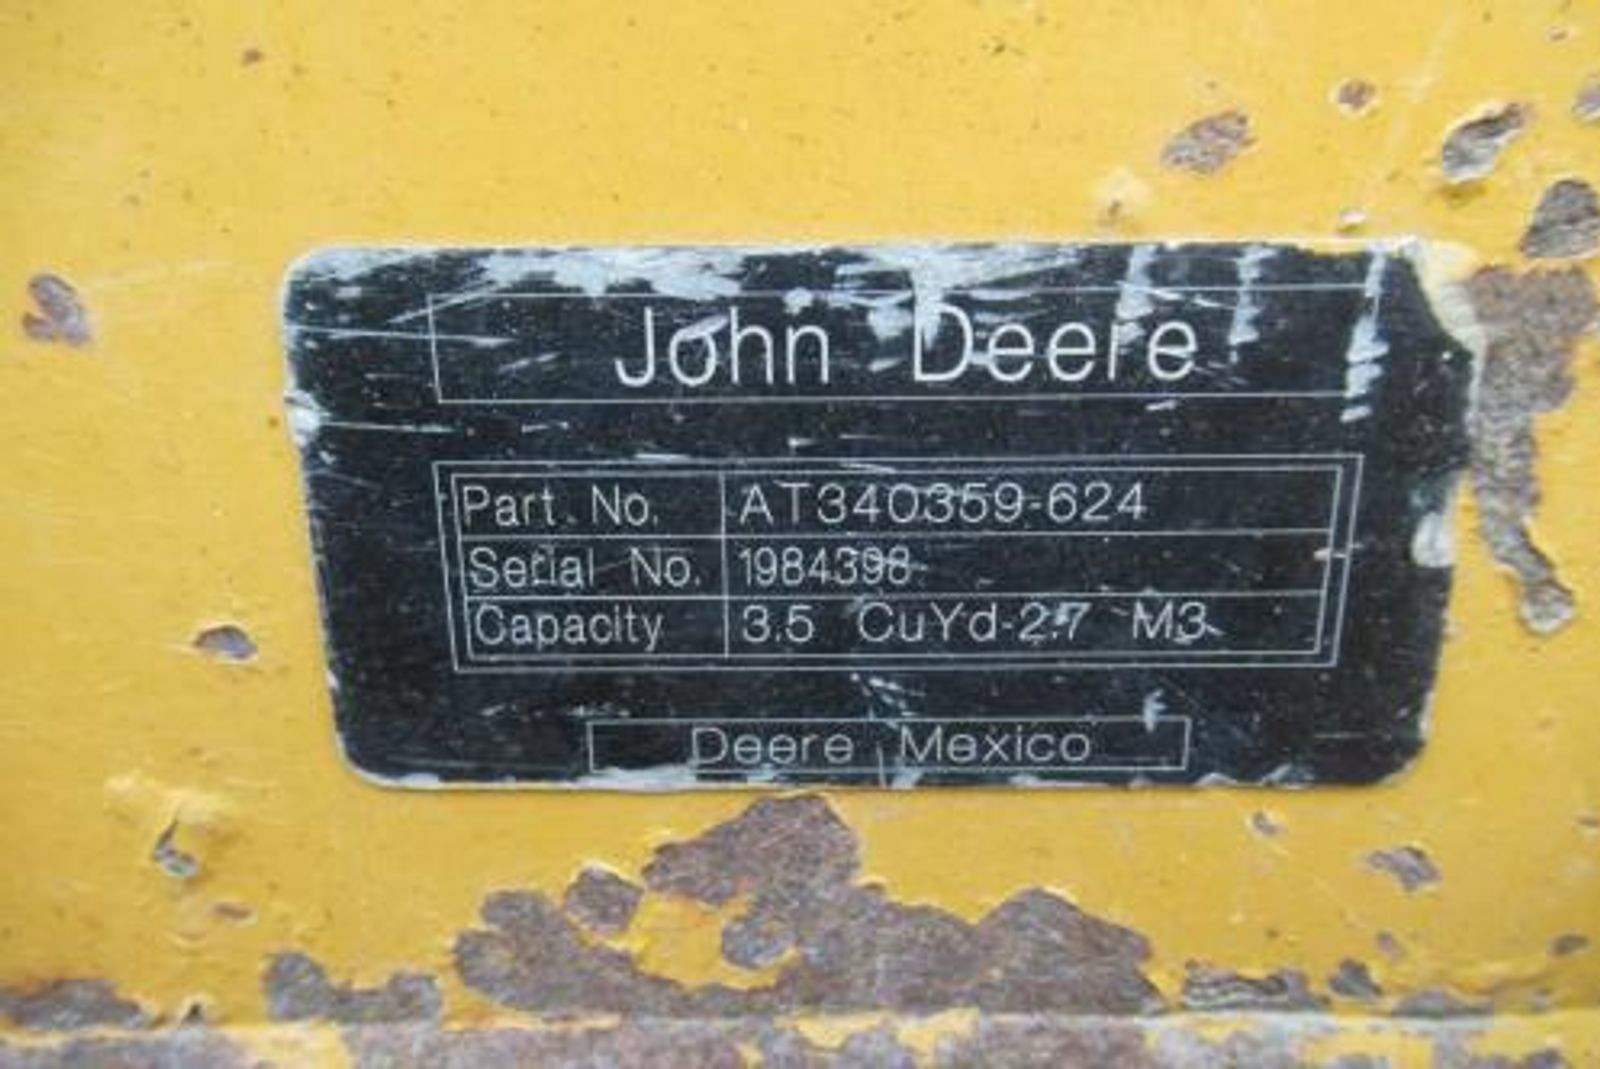 John Deere
Part. No. AT340359-624
Serial No. 1984398
Capacity 3.5 CuYd-2.7 M3
Deere Mexico